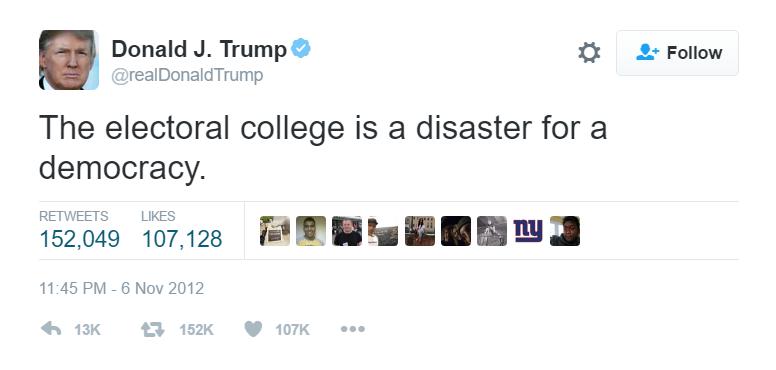 Donald J. Trump
@realDonaldTrump
Follow
The electoral college is a disaster for a
democracy.
RETWEETS LIKES
152,049 107,128
ny
11:45 PM - 6 Nov 2012
13K 152K 107K